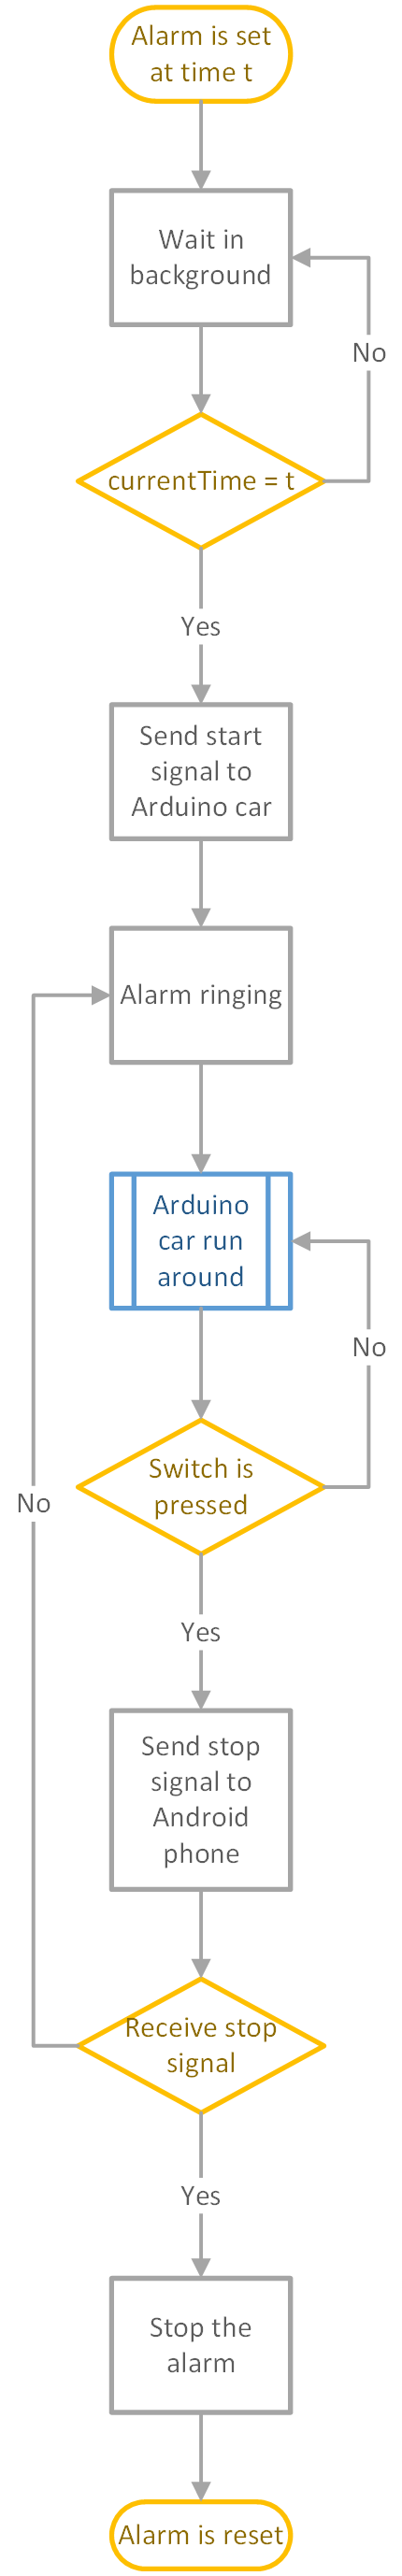 Alarm is set
at time t
Wait in
background
No
currentTime = t
Yes
Send start
signal to
Arduino car
Alarm ringing
Arduino
car run
around
No
Switch is
pressed
No
Yes
Send stop
signal to
Android
phone
Receive stop
signal
Yes
Stop the
alarm
Alarm is reset